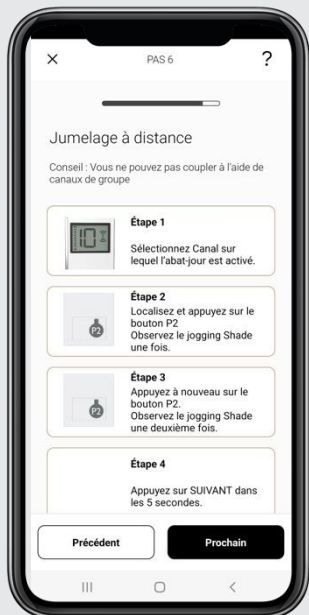 PAS 6
?
Jumelage à distance
Conseil : Vous ne pouvez pas coupler à l'aide de
canaux de groupe
10
Étape 1
Sélectionnez Canal sur
lequel l'abat-jour est activé.
P2
Étape 2
Localisez et appuyez sur le
bouton P2
Observez le jogging Shade
une fois.
P2
Étape 3
Appuyez à nouveau sur le
bouton P2.
Observez le jogging Shade
une deuxième fois.
Étape 4
Appuyez sur SUIVANT dans
les 5 secondes.
Précédent
Prochain